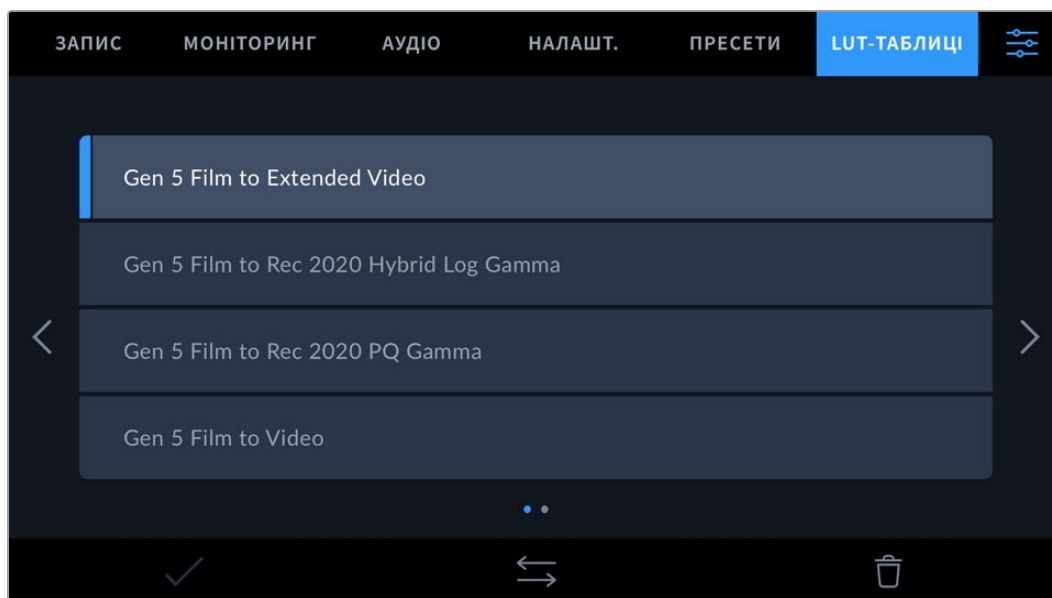 ЗАПИС МОНІТОРИНГ АУДІО НАЛАШТ. ПРЕСЕТИ LUT-ТАБЛИЦІ
Gen 5 Film to Extended Video
Gen 5 Film to Rec 2020 Hybrid Log Gamma
Gen 5 Film to Rec 2020 PQ Gamma
Gen 5 Film to Video